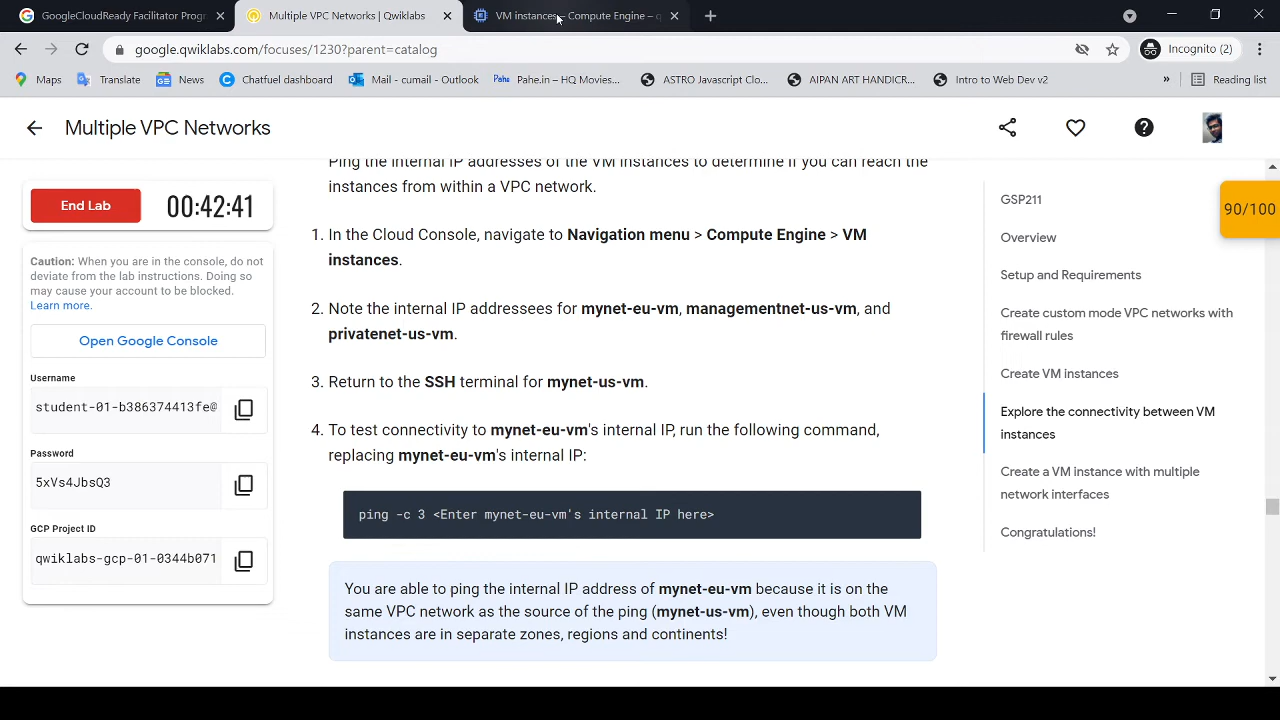 GoogleCloudReady Facilitator Progr
Multiple VPC Networks | Qwiklabs
VM instances – Compute Engine – q
google.qwiklabs.com/focuses/1230?parent=catalog
Incognito (2)
Maps
Translate
News
Chatfuel dashboard
Mail - cumail - Outlook
Pahe.in – HQ Movies...
ASTRO Javascript Clo...
AIPAN ART(HANDICR...
Intro to Web Dev v2
»
Reading list
Multiple VPC Networks
End Lab
00:42:41
Caution: When you are in the console, do not
deviate from the lab instructions. Doing so
may cause your account to be blocked.
Learn more.
Open Google Console
Username
student-01-b386374413fe@
Password
5xVs4JbsQ3
GCP Project ID
qwiklabs-gcp-01-0344b071
Ping the internal IP addresses of the VM instances to determine if you can reach the
instances from within a VPC network.
1. In the Cloud Console, navigate to Navigation menu > Compute Engine > VM
instances.
2. Note the internal IP addressees for mynet-eu-vm, managementnet-us-vm, and
privatenet-us-vm.
3. Return to the SSH terminal for mynet-us-vm.
4. To test connectivity to mynet-eu-vm's internal IP, run the following command,
replacing mynet-eu-vm's internal IP:
ping -c 3 <Enter mynet-eu-vm's internal IP here>
You are able to ping the internal IP address of mynet-eu-vm because it is on the
same VPC network as the source of the ping (mynet-us-vm), even though both VM
instances are in separate zones, regions and continents!
GSP211
Overview
Setup and Requirements
Create custom mode VPC networks with
firewall rules
Create VM instances
Explore the connectivity between VM
instances
Create a VM instance with multiple
network interfaces
Congratulations!
90/100